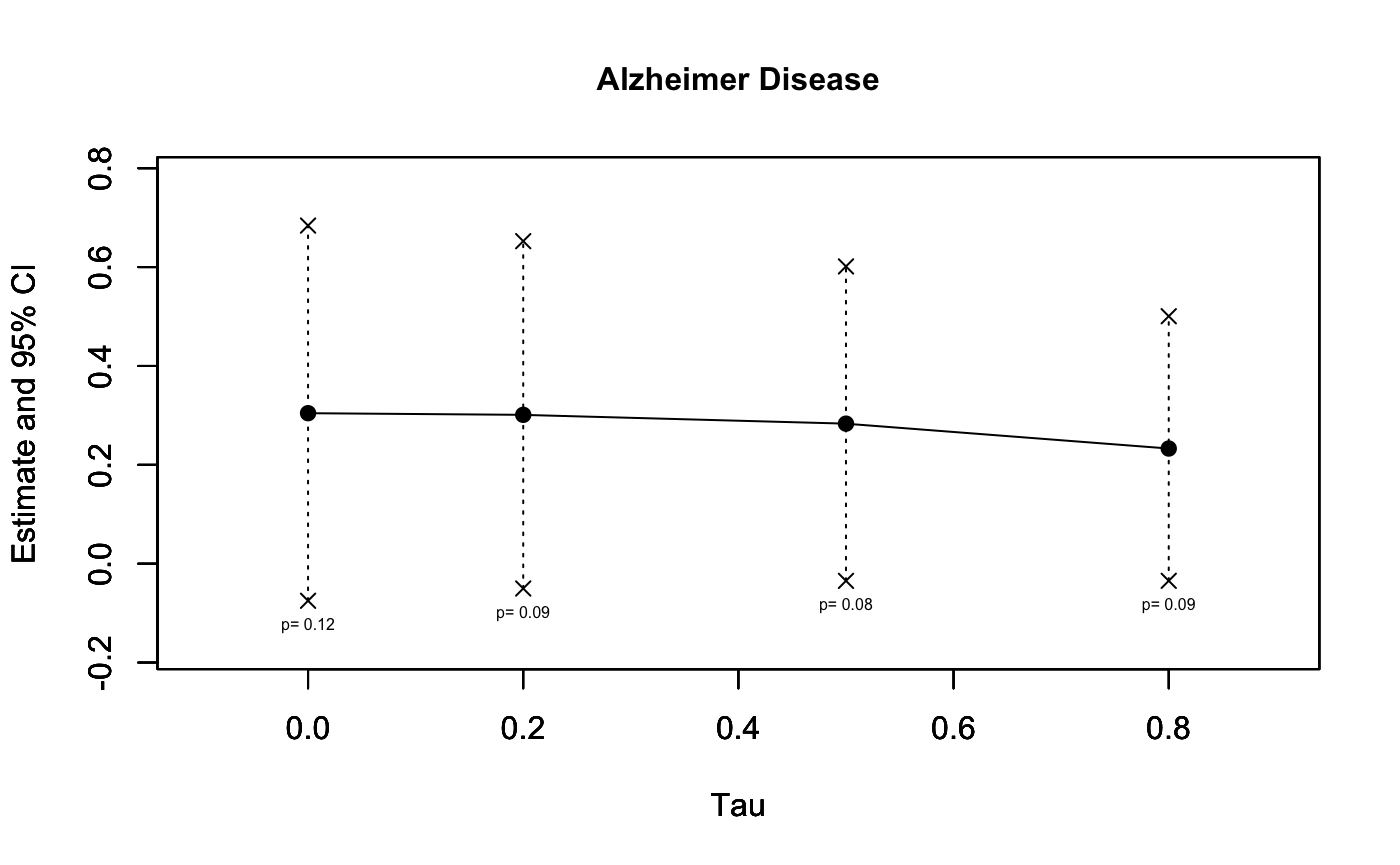 Alzheimer Disease
Estimate and 95% CI
0.8
0.6
0.4
0.2
0.0
-0.2
p= 0.12
p= 0.09
p= 0.08
p= 0.09
0.0 0.2 0.4 0.6 0.8
Tau